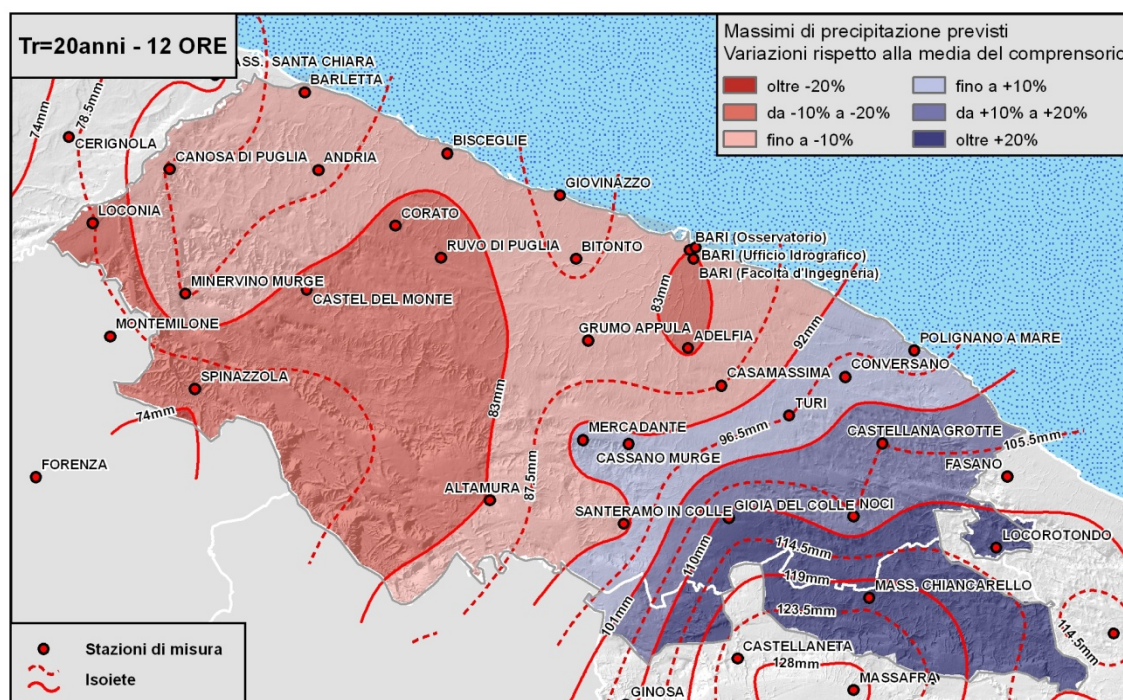 Tr=20anni - 12 ORE
Massimi di precipitazione previsti
Variazioni rispetto alla media del comprensorio
oltre -20%
da -10% a -20%
fino a -10%
fino a +10%
da +10% a +20%
oltre +20%
ASS. SANTA CHIARA
BARLETTA
74mm
78.5mm
CERIGNOLA
CANOSA DI PUGLIA
ANDRIA
BISCEGLIE
GIOVINAZZO
LOCONIA
CORATO
RUVO DI PUGLIA
BITONTO
BARI (Osservatorio)
BARI (Ufficio Idrografico)
BARI (Facoltà d'Ingegneria)
MINERVINO MURGE
CASTEL DEL MONTE
83mm
MONTEMILONE
GRUMO APPULA
ADELFIA
92mm
POLIGNANO A MARE
SPINAZZOLA
83mm
CASAMASSIMA
CONVERSANO
74mm
TURI
MERCADANTE
96.5mm
CASSANO MURGE
CASTELLANA GROTTE
105.5mm
FORENZA
87.5mm
FASANO
ALTAMURA
SANTERAMO IN COLLE
GIOIA DEL COLLE
NOCI
110mm
114.5mm
LOCOROTONDO
119mm
MASS. CHIANCARELLO
101mm
123.5mm
114.5mm
CASTELLANETA
128mm
MASSAFRA
GINOSA
Stazioni di misura
Isoiete